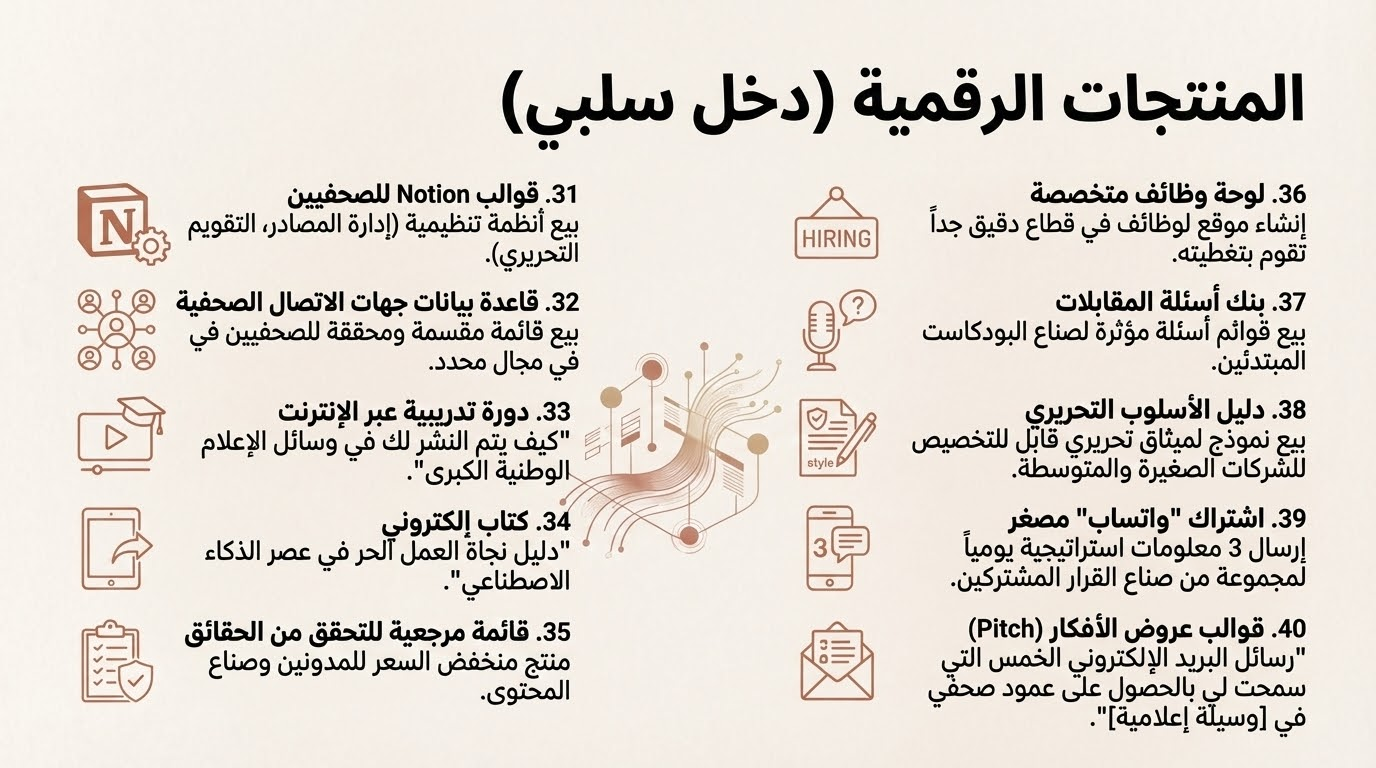 المنتجات الرقمية (دخل سلبي)
36. لوحة وظائف متخصصة
إنشاء موقع لوظائف في قطاع دقيق جداً
تقوم بتغطيته.
HIRING
37. بنك أسئلة المقابلات
بيع قوائم أسئلة مؤثرة لصناع البودكاست
المبتدئين.
?
38. دليل الأسلوب التحريري
بيع نموذج لميثاق تحريري قابل للتخصيص
للشركات الصغيرة والمتوسطة.
style
39. اشتراك "واتساب" مصغر
إرسال 3 معلومات استراتيجية يومياً
لمجموعة من صناع القرار المشتركين.
3
40. قوالب عروض الأفكار (Pitch)
"رسائل البريد الإلكتروني الخمس التي
سمحت لي بالحصول على عمود صحفي
في [وسيلة إعلامية]".
31. قوالب Notion للصحفيين
بيع أنظمة تنظيمية (إدارة المصادر، التقويم
التحريري).
N
32. قاعدة بيانات جهات الاتصال الصحفية
بيع قائمة مقسمة ومحققة للصحفيين في
في مجال محدد.
33. دورة تدريبية عبر الإنترنت
"كيف يتم النشر لك في وسائل الإعلام
الوطنية الكبرى".
34. كتاب إلكتروني
"دليل نجاة العمل الحر في عصر الذكاء
الاصطناعي".
35. قائمة مرجعية للتحقق من الحقائق
منتج منخفض السعر للمدونين وصناع
المحتوى.